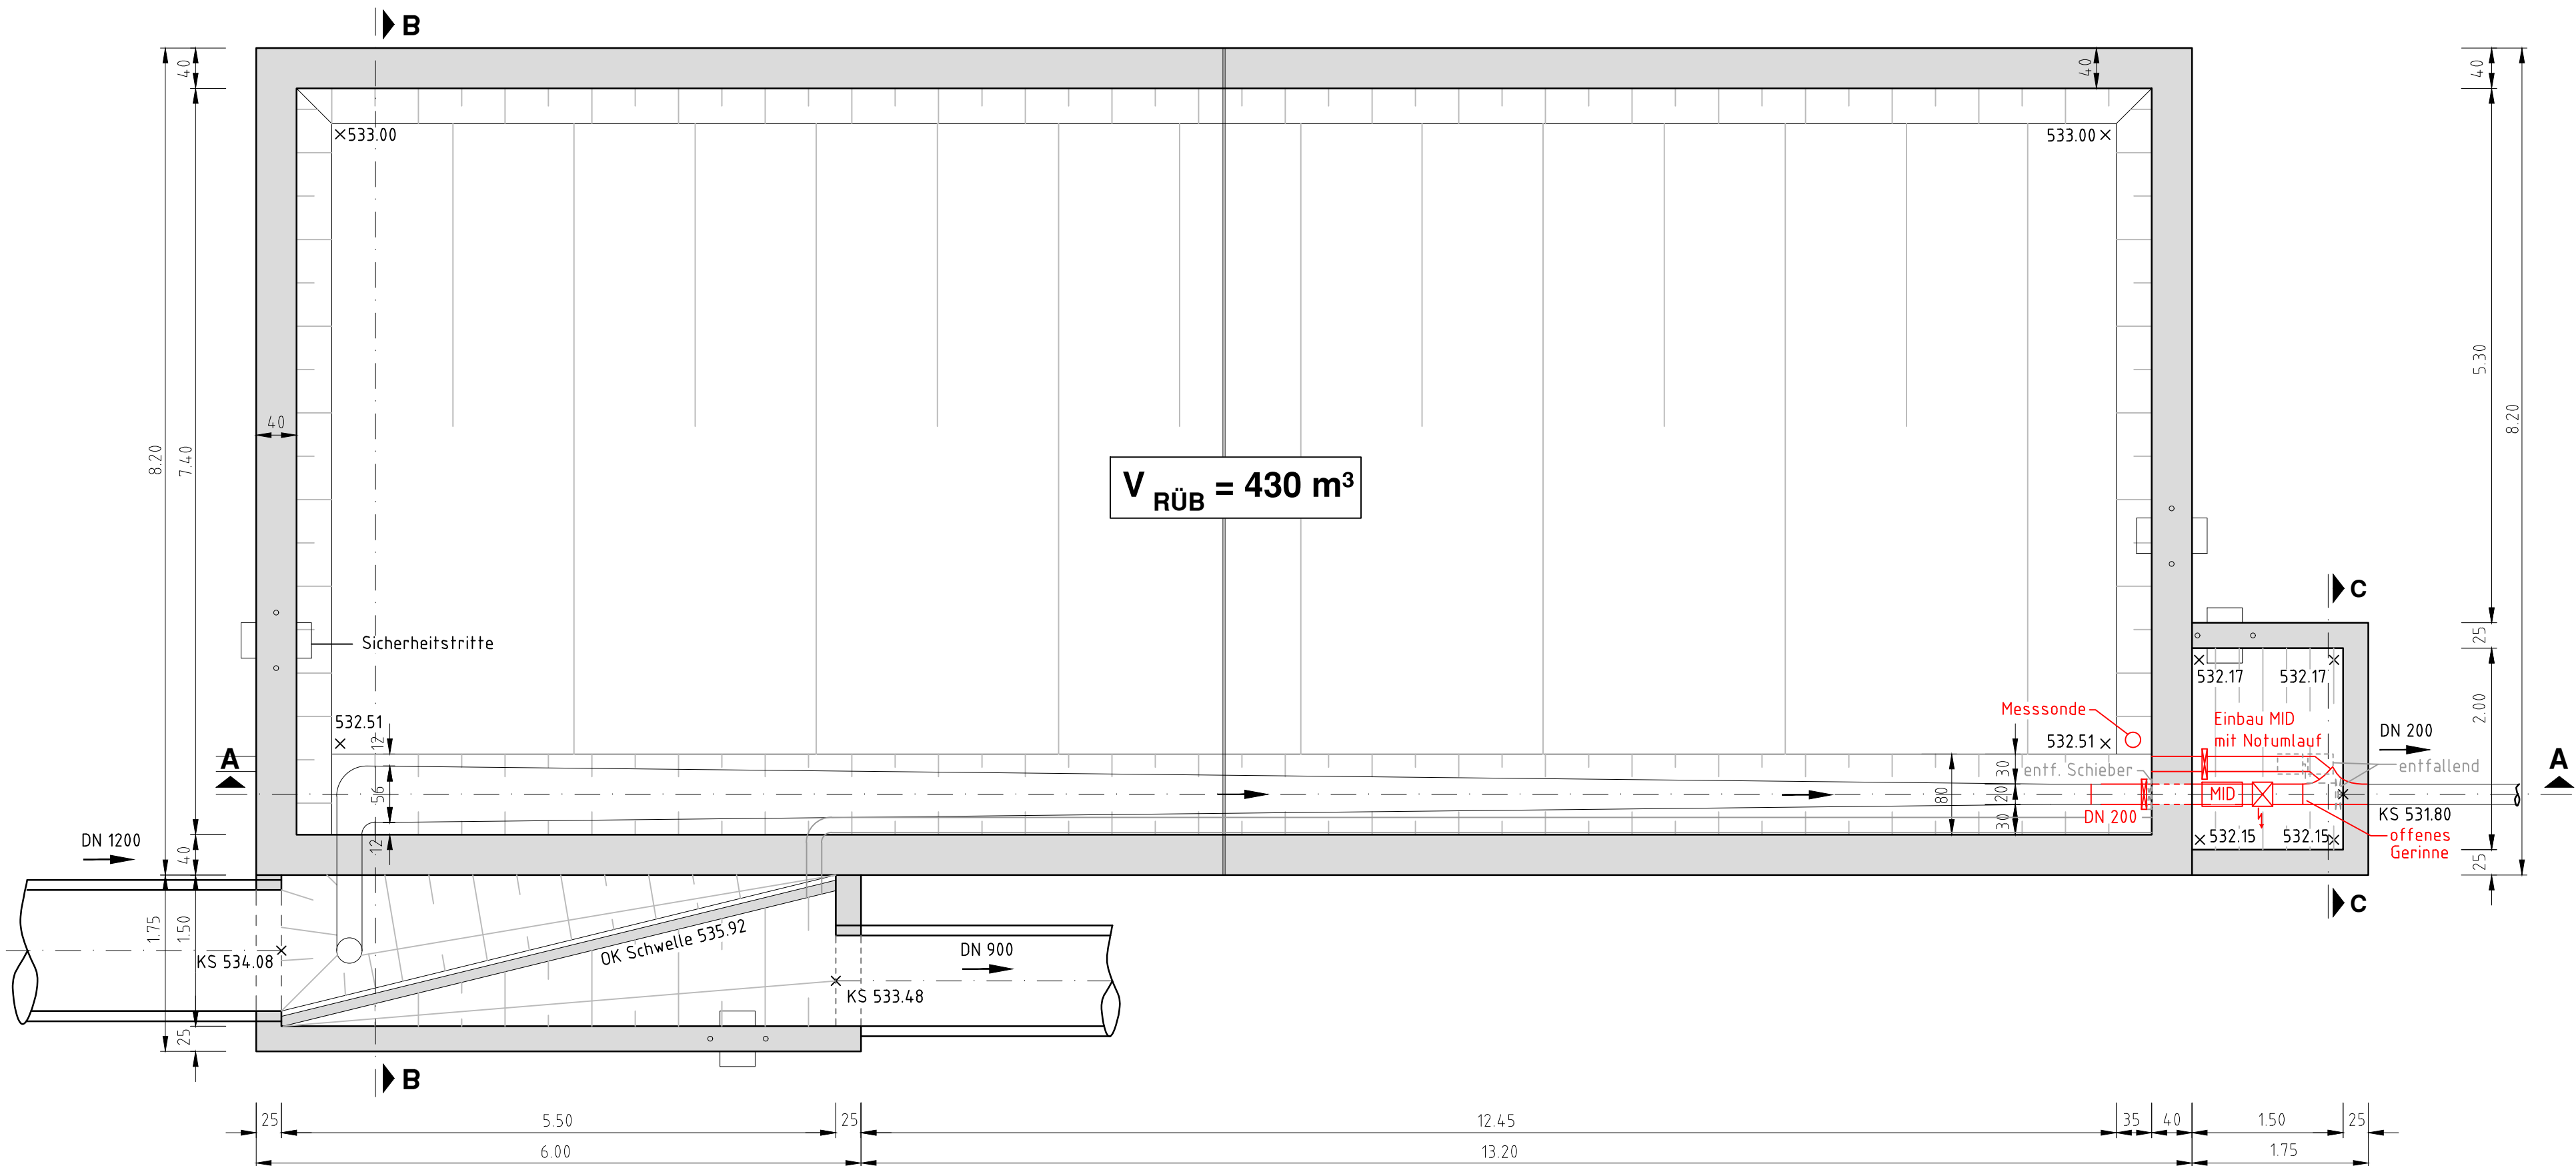 B
40
40
40
533.00
533.00
8.20
7.40
40
5.30
8.20
V RÜB = 430 m³
C
Sicherheitstritte
25
532.17
532.17
2.00
Messsonde
Einbau MID
mit Notumlauf
DN 200
532.51
12
532.51
A
entf. Schieber
30
entfallend
A
56
80
20
MID
DN 200
30
KS 531.80
532.15
532.15
offenes
Gerinne
12
25
DN 1200
40
C
1.75
1.50
OK Schwelle 535.92
DN 900
KS 534.08
KS 533.48
25
B
25
5.50
25
12.45
35
40
1.50
25
6.00
13.20
1.75